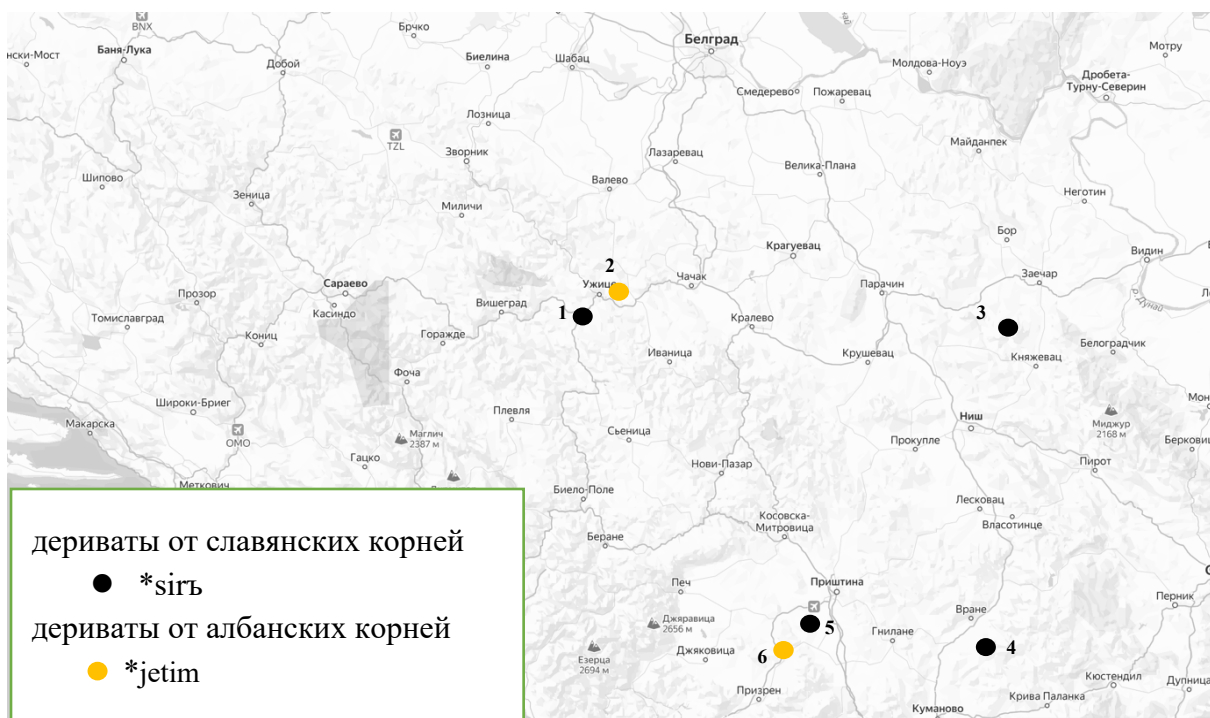 BNX
Брчко
Белград
Мотру
нски-Мост
Баня-Лука
Биелина
Шабац
Молдова-Ноуэ
Добой
Дробета-
Турну-Северин
Смедерево
Пожаревац
Лозница
TZL
Майданпек
Зворник
Лазаревац
Велика-Плана
Шипово
Валево
Зеница
Неготин
Миличи
Бор
Крагуевац
Видин
2
Чачак
Заечар
Сараево
Ужице
Парачин
Прозор
Вишеград
р. Дунай
Касиндо
1
3
Томиславград
Кониц
Горажде
Кралево
Белоградчик
Иваница
Крушевац
Княжевац
Фоча
Широки-Бриег
Плевля
Ниш
Макарска
OMO
Маглич
2387 м
Сьеница
Миджур
2168 м
Прокупле
Берковиц
Гацко
Пирот
Нови-Пазар
Меткович
Биело-Поле
Лесковац
Власотинце
Косовска-
Митровица
Беране
дериваты от славянских корней
*sirъ
дериваты от албанских корней
*jetim
Печ
Приштина
Перник
Джяравица
2656 м
Вране
5
Гнилане
Езерца
2694 м
Джяковица
6
4
Кюстендил
Дупница
Призрен
Крива Паланка
Куманово